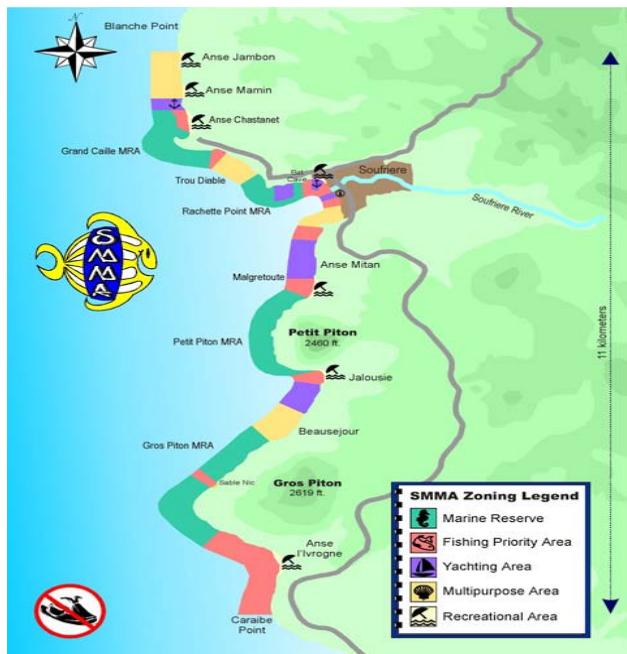 N
Blanche Point
Anse Jambon
Anse Mamin
Anse Chastanet
Grand Caille MRA
Trou Diable
Bat
Cave
Soufriere
Rachette Point MRA
Soufriere River
SMMA
Anse Mitan
Malgretoute
Petit Piton
2460 ft.
Petit Piton MRA
11 kilometers
Jalousie
Beausejour
Gros Piton MRA
Sable Nic
Gros Piton
2619 ft.
Anse
l'Ivrogne
Caraibe
Point
SMMA Zoning Legend
Marine Reserve
Fishing Priority Area
Yachting Area
Multipurpose Area
Recreational Area